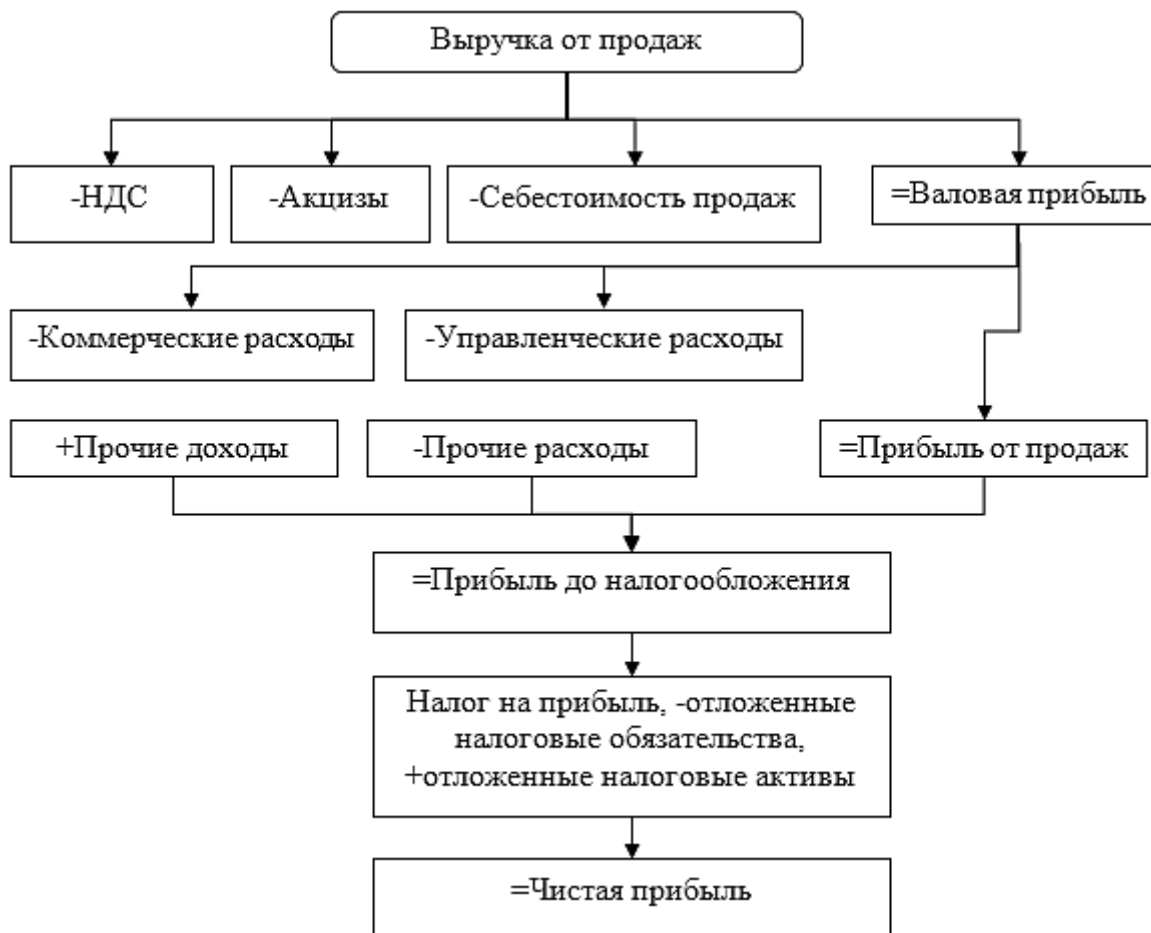 Выручка от продаж
-НДС
-Акцизы
-Себестоимость продаж
=Валовая прибыль
-Коммерческие расходы
-Управленческие расходы
+Прочие доходы
-Прочие расходы
=Прибыль от продаж
=Прибыль до налогообложения
Налог на прибыль, -отложенные
налоговые обязательства,
+отложенные налоговые активы
=Чистая прибыль